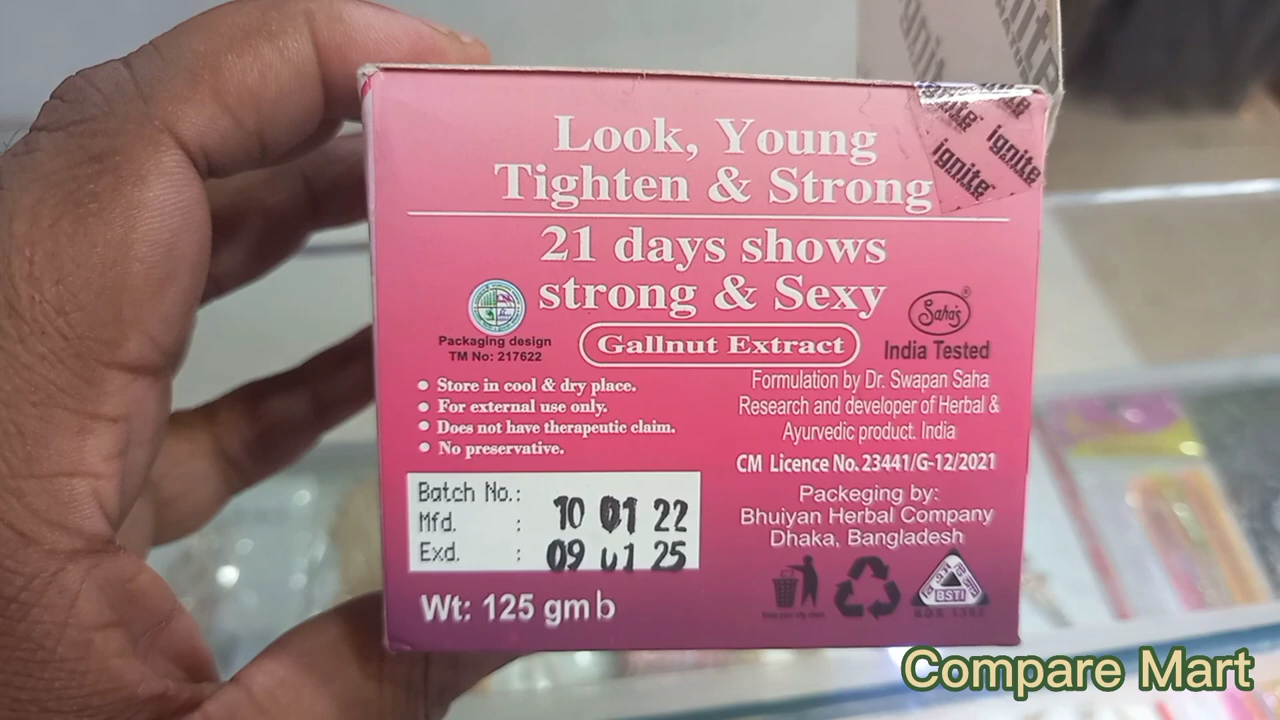 Look, Young
Tighten & Strong
ignite
ignite
21 days shows
strong & Sexy
Packaging design
TM No: 217622
Gallnut Extract
Saha's®
India Tested
Store in cool & dry place.
For external use only.
Does not have therapeutic claim.
No preservative.
Formulation by Dr. Swapan Saha
Research and developer of Herbal &
Ayurvedic product. India
CM Licence No. 23441/G-12/2021
Packeging by:
Bhuiyan Herbal Company
Dhaka, Bangladesh
Batch No.:
Mfd. : 10 01 22
Exd. : 09 01 25
Wt: 125 gm b
BSTI
Compare Mart